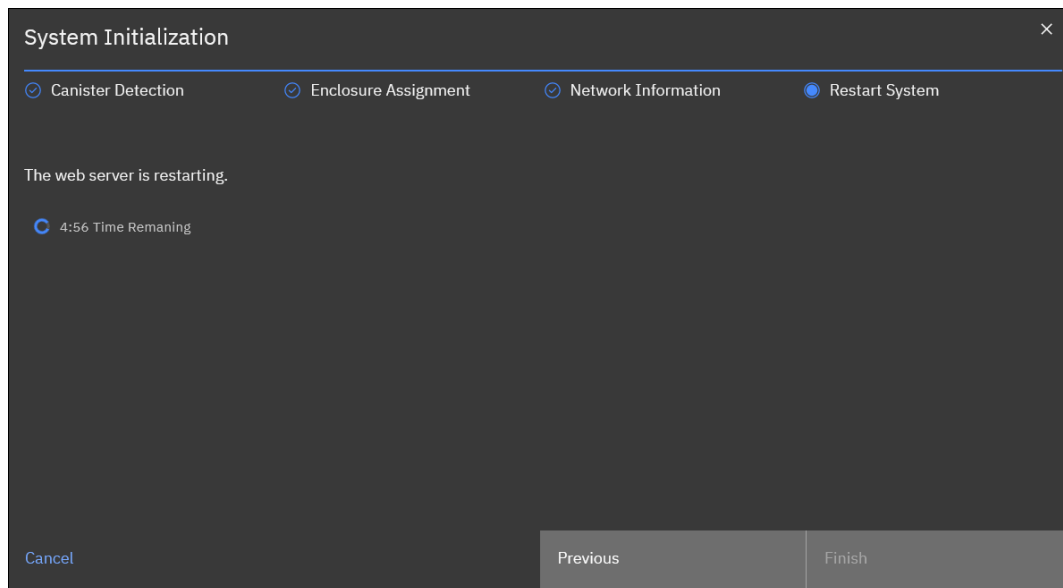 System Initialization
Canister Detection
Enclosure Assignment
Network Information
Restart System
The web server is restarting.
4:56 Time Remaning
Cancel
Previous
Finish